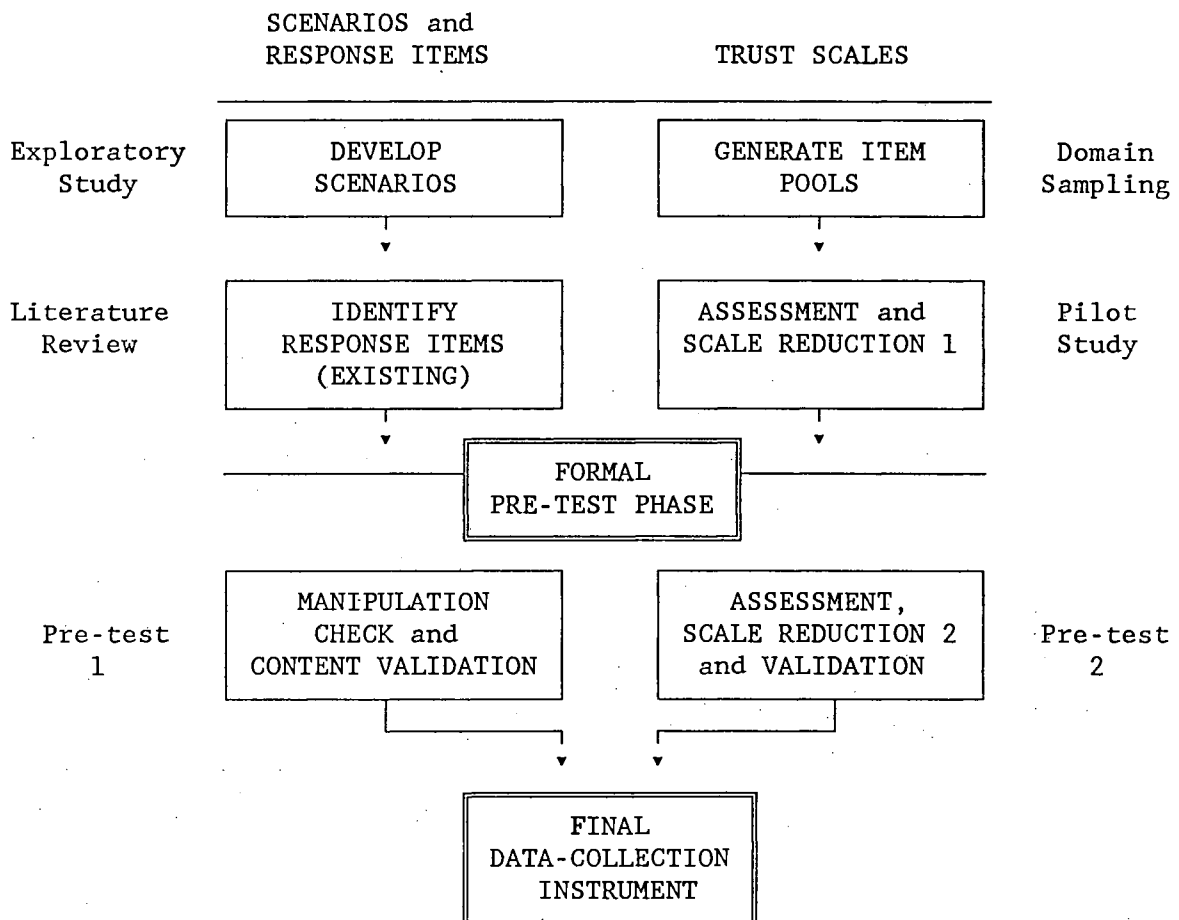 SCENARIOS and
RESPONSE ITEMS
TRUST SCALES
Exploratory
Study
DEVELOP
SCENARIOS
GENERATE ITEM
POOLS
Domain
Sampling
Literature
Review
IDENTIFY
RESPONSE ITEMS
(EXISTING)
ASSESSMENT and
SCALE REDUCTION 1
Pilot
Study
FORMAL
PRE-TEST PHASE
Pre-test
1
MANIPULATION
CHECK and
CONTENT VALIDATION
ASSESSMENT,
SCALE REDUCTION 2
and VALIDATION
Pre-test
2
FINAL
DATA-COLLECTION
INSTRUMENT